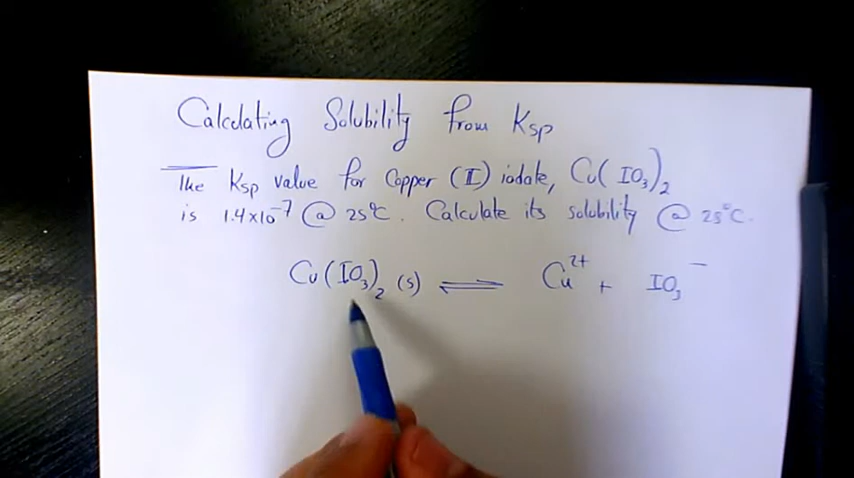 Calculating Solubility from Ksp
The Ksp value for Copper (I) iodate, Cu(IO₃)₂
is 1.4x10⁻⁷ @ 25°C. Calculate its solubility @ 25°C.
Cu(IO₃)₂ (s) ⇌ Cu²⁺ + IO₃⁻